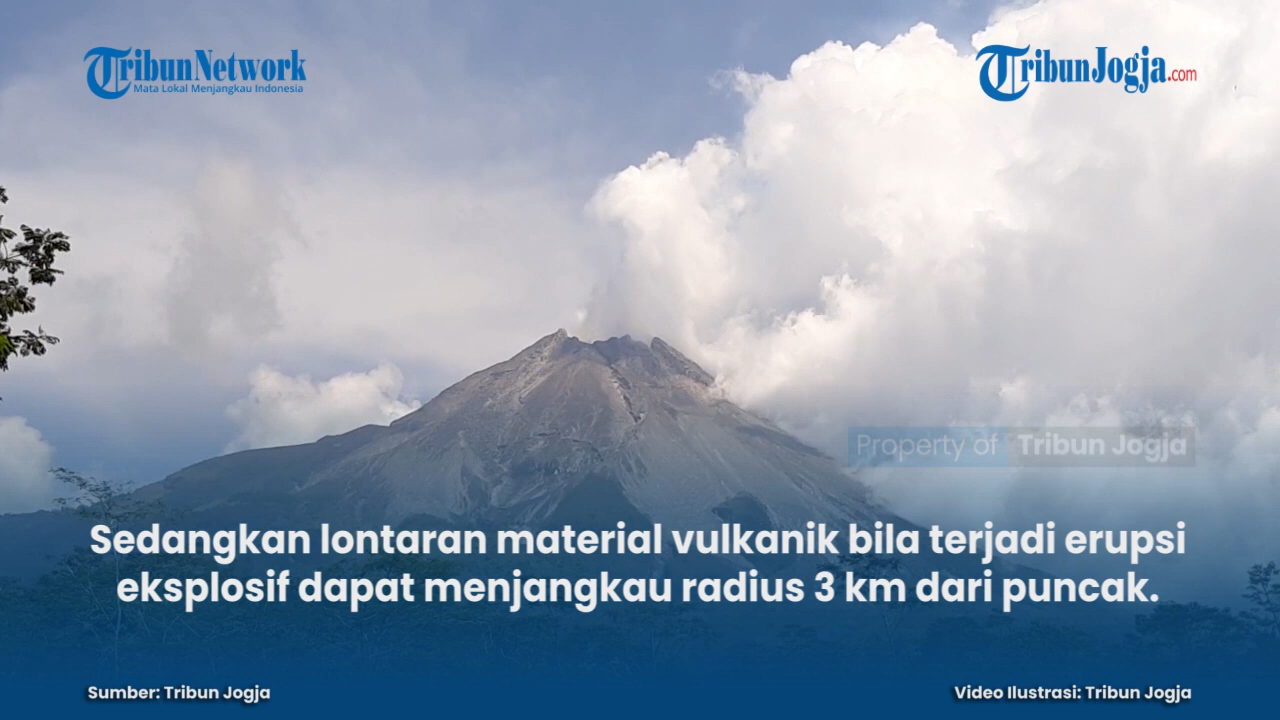 TribunNetwork
Mata Lokal Menjangkau Indonesia
TribunJogja.com
Property of Tribun Jogja
Sedangkan lontaran material vulkanik bila terjadi erupsi
eksplosif dapat menjangkau radius 3 km dari puncak.
Sumber: Tribun Jogja
Video Ilustrasi: Tribun Jogja